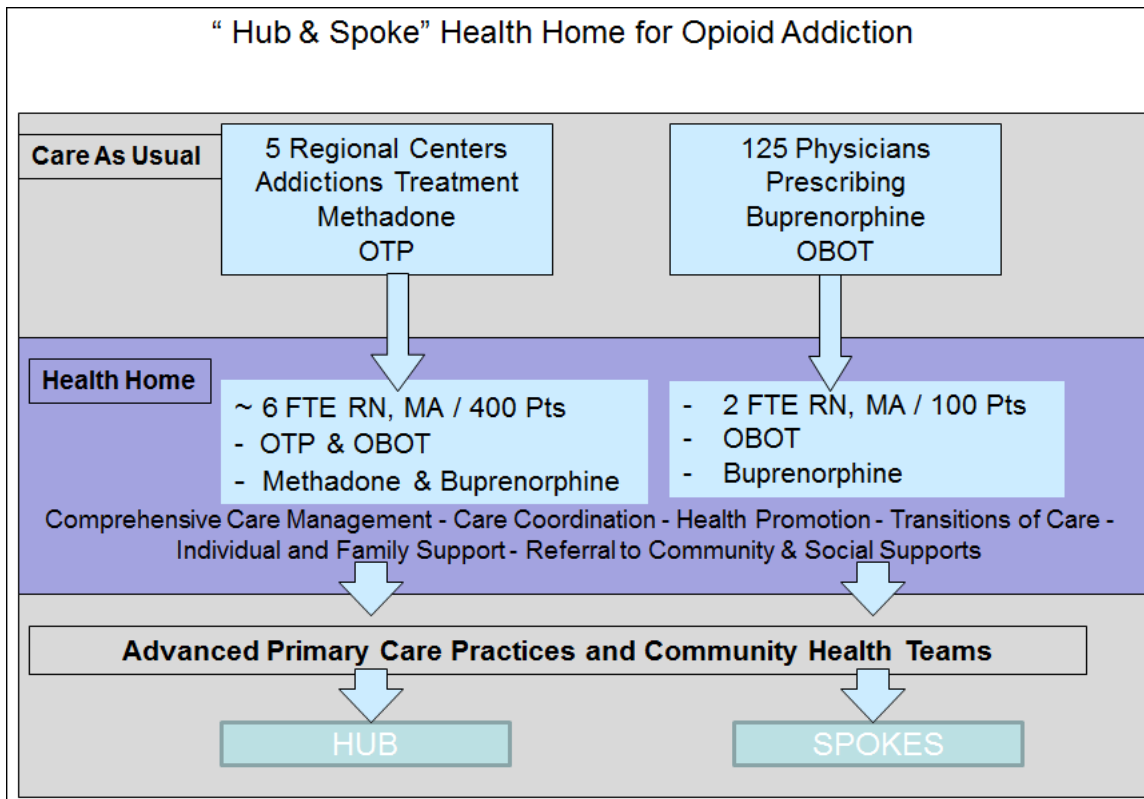 “ Hub & Spoke” Health Home for Opioid Addiction
Care As Usual
5 Regional Centers
Addictions Treatment
Methadone
OTP
125 Physicians
Prescribing
Buprenorphine
OBOT
Health Home
~ 6 FTE RN, MA / 400 Pts
- OTP & OBOT
- Methadone & Buprenorphine
- 2 FTE RN, MA / 100 Pts
- OBOT
- Buprenorphine
Comprehensive Care Management - Care Coordination - Health Promotion - Transitions of Care -
Individual and Family Support - Referral to Community & Social Supports
Advanced Primary Care Practices and Community Health Teams
HUB
SPOKES